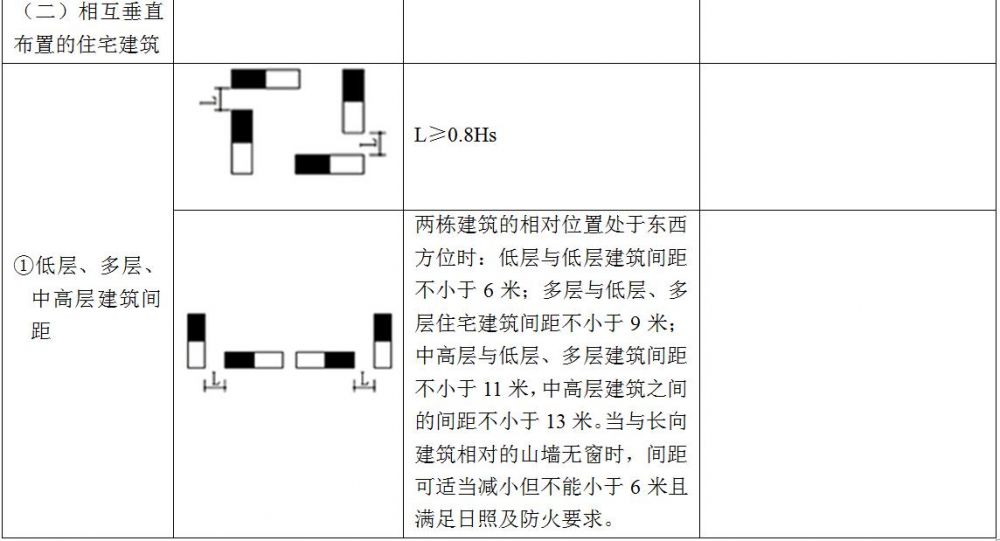 （二）相互垂直
布置的住宅建筑
①低层、多层、
中高层建筑间
距
L
L
L≥0.8Hs
L
L
两栋建筑的相对位置处于东西
方位时：低层与低层建筑间距
不小于 6 米；多层与低层、多
层住宅建筑间距不小于 9 米；
中高层与低层、多层建筑间距
不小于 11 米，中高层建筑之间
的间距不小于 13 米。当与长向
建筑相对的山墙无窗时，间距
可适当减小但不能小于 6 米且
满足日照及防火要求。